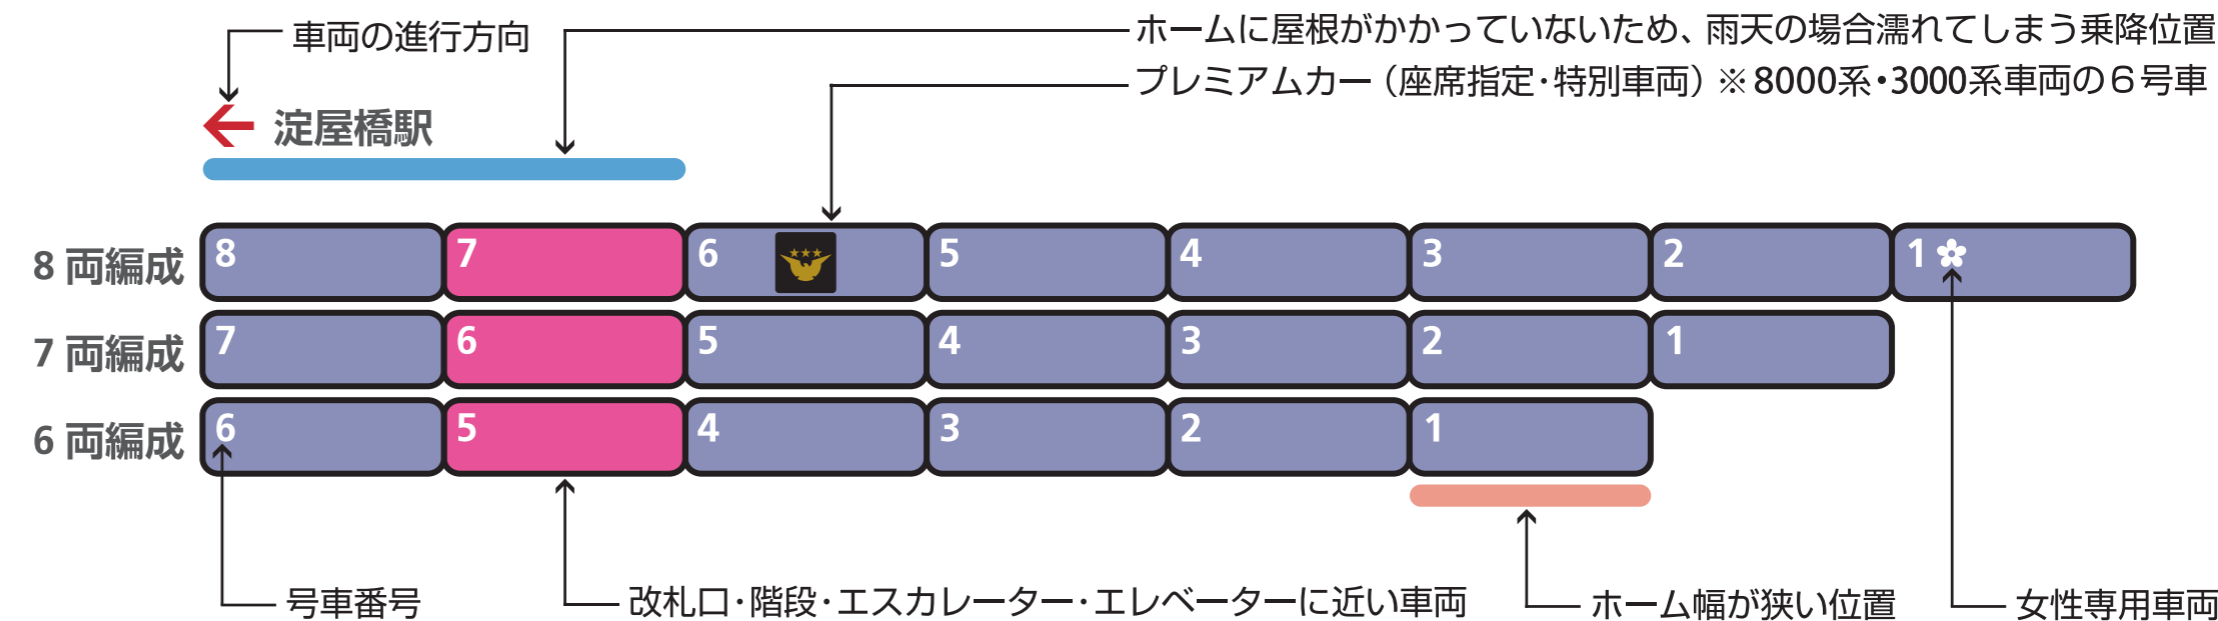 車両の進行方向
ホームに屋根がかかっていないため、雨天の場合濡れてしまう乗降位置
プレミアムカー（座席指定・特別車両）※8000系・3000系車両の６号車
淀屋橋駅
8 両編成 8 7 6 5 4 3 2 1
7 両編成 7 6 5 4 3 2 1
6 両編成 6 5 4 3 2 1
号車番号
改札口・階段・エスカレーター・エレベーターに近い車両
ホーム幅が狭い位置
女性専用車両